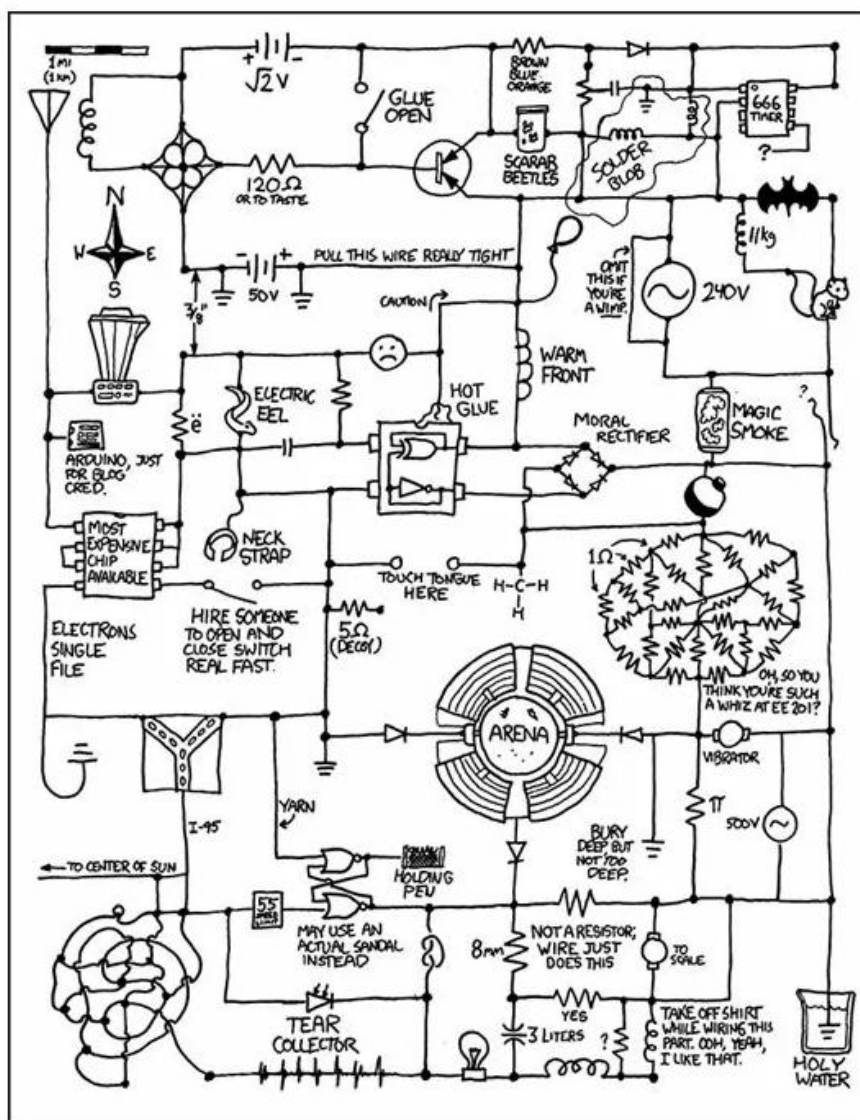 1 MI
(1 KM)
+ -
√2 V
GLUE
OPEN
BROWN
BLUE
ORANGE
SCARAB
BEETLES
SOLDER
BLOB
666
TIMER
?
120Ω
OR TO TASTE
N
W E
S
- +
50V
PULL THIS WIRE REALLY TIGHT
CAUTION
OMIT
THIS IF
YOU'RE
A WIMP.
240V
11kg
3/8"
ELECTRIC
EEL
HOT
GLUE
WARM
FRONT
MORAL
RECTIFIER
MAGIC
SMOKE
?
ë
ARDUINO, JUST
FOR BLOG
CRED.
MOST
EXPENSIVE
CHIP
AVAILABLE
NECK
STRAP
TOUCH TONGUE
HERE
H-C-H
H
1Ω
HIRE SOMEONE
TO OPEN AND
CLOSE SWITCH
REAL FAST.
5Ω
(DECOY)
ELECTRONS
SINGLE
FILE
OH, SO YOU
THINK YOU'RE SUCH
A WHIZ AT EE 201?
ARENA
VIBRATOR
I-95
YARN
BURY
DEEP, BUT
NOT TOO
DEEP.
π
500V
TO CENTER OF SUN
HOLDING
PEN
55
MAY USE AN
ACTUAL SANDAL
INSTEAD
8mm
NOT A RESISTOR;
WIRE JUST
DOES THIS
TO
SCALE
TEAR
COLLECTOR
3 LITERS
YES
?
TAKE OFF SHIRT
WHILE WIRING THIS
PART. OOH, YEAH,
I LIKE THAT.
HOLY
WATER